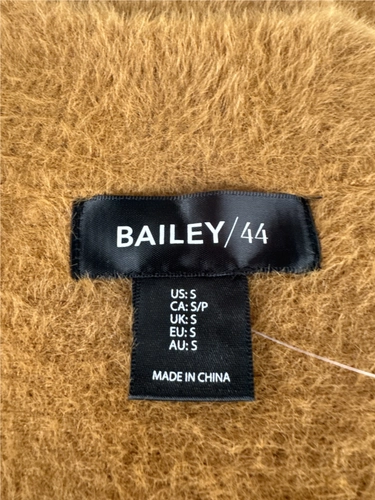 BAILEY/44
US: S
CA: S/P
UK: S
EU: S
AU: S
MADE IN CHINA